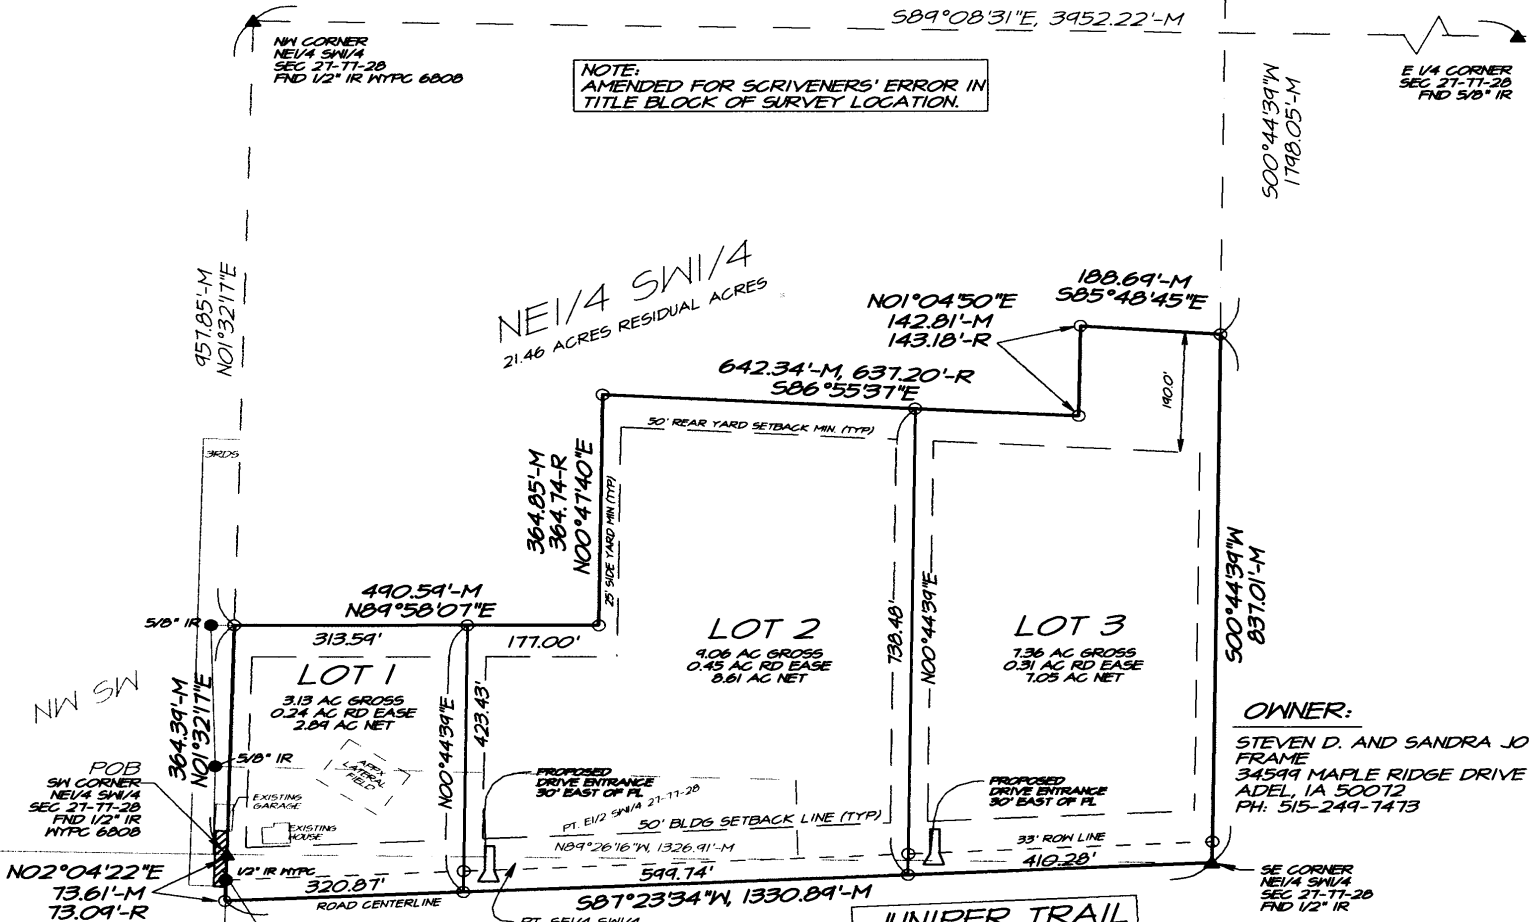 S89°08'31"E, 3952.22'-M
NW CORNER
NE1/4 SW1/4
SEC 27-77-28
FND 1/2" IR WYPC 6808
NOTE:
AMENDED FOR SCRIVENERS' ERROR IN
TITLE BLOCK OF SURVEY LOCATION.
E 1/4 CORNER
SEC 27-77-28
FND 5/8" IR
S00°44'39"W
1798.05'-M
957.85'-M
N01°32'17"E
NE1/4 SW1/4
21.46 ACRES RESIDUAL ACRES
188.69'-M
S85°48'45"E
N01°04'50"E
142.81'-M
143.18'-R
190.0'
642.34'-M, 637.20'-R
S86°55'37"E
50' REAR YARD SETBACK MIN. (TYP)
3RDS
364.85'-M
364.74-R
N00°47'40"E
25' SIDE YARD MIN (TYP)
490.59'-M
N89°58'07"E
5/8" IR
313.59'
177.00'
LOT 1
3.13 AC GROSS
0.24 AC RD EASE
2.89 AC NET
LOT 2
9.06 AC GROSS
0.45 AC RD EASE
8.61 AC NET
LOT 3
7.36 AC GROSS
0.31 AC RD EASE
7.05 AC NET
738.48'
N00°44'39"E
S00°44'39"W
837.01'-M
NW SW
364.39'-M
N01°32'17"E
N00°44'39"E
423.43'
OWNER:
STEVEN D. AND SANDRA JO
FRAME
34599 MAPLE RIDGE DRIVE
ADEL, IA 50072
PH: 515-249-7473
5/8" IR
APPX
LATERAL
FIELD
POB
SW CORNER
NE1/4 SW1/4
SEC 27-77-28
FND 1/2" IR
WYPC 6808
EXISTING
GARAGE
EXISTING
HOUSE
PROPOSED
DRIVE ENTRANCE
30' EAST OF PL
PT. E1/2 SW1/4 27-77-28
50' BLDG SETBACK LINE (TYP)
N89°26'16"W, 1326.91'-M
PROPOSED
DRIVE ENTRANCE
30' EAST OF PL
33' ROW LINE
410.28'
N02°04'22"E
73.61'-M
73.09'-R
1/2" IR WYPC
320.87'
ROAD CENTERLINE
599.74'
S87°23'34"W, 1330.89'-M
PT. SE1/4 SW1/4
JUNIPER TRAIL
SE CORNER
NE1/4 SW1/4
SEC 27-77-28
FND 1/2" IR